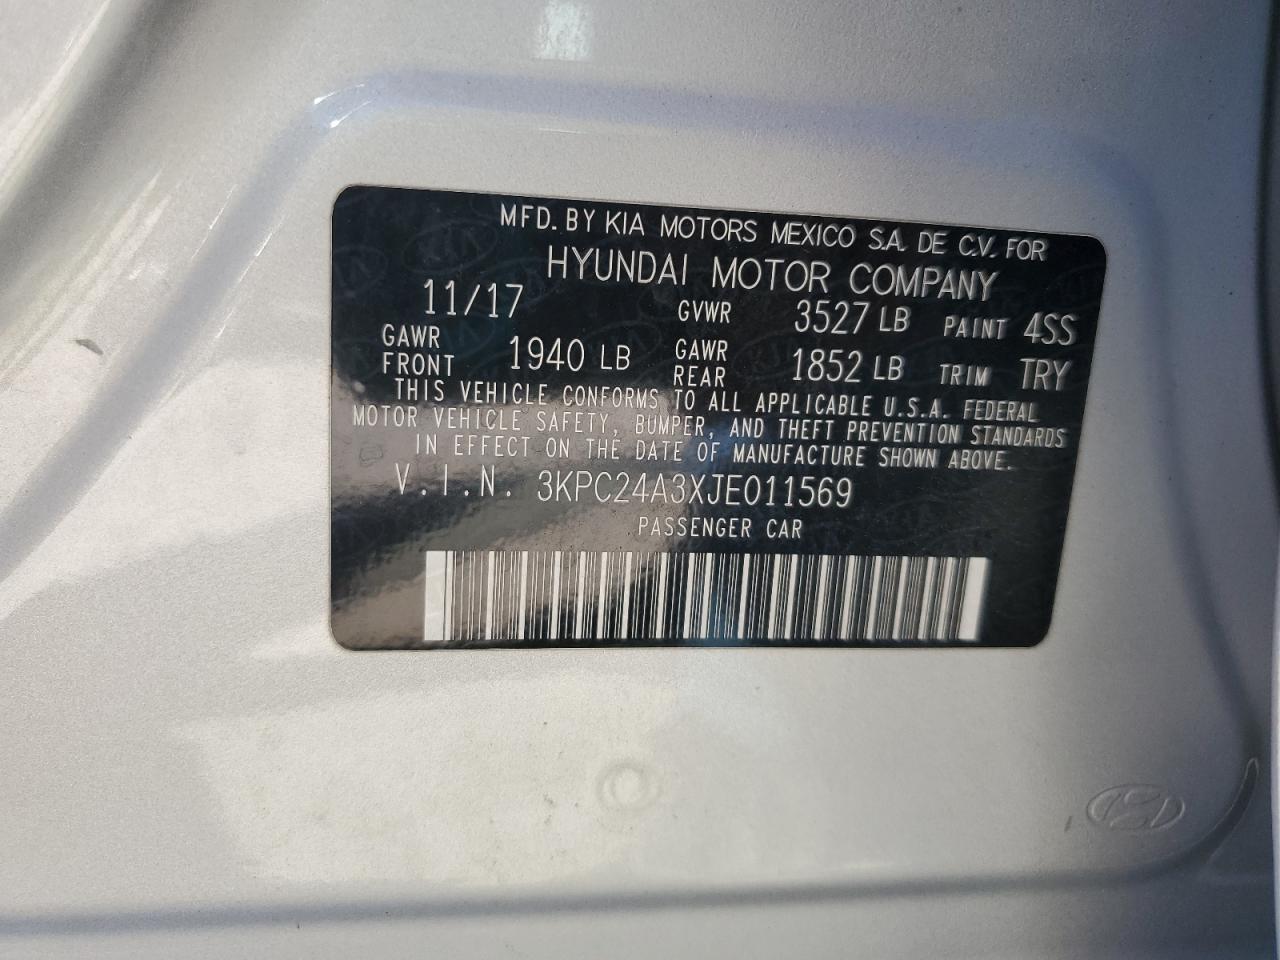 MFD. BY KIA MOTORS MEXICO S.A. DE C.V. FOR
HYUNDAI MOTOR COMPANY
11/17 GVWR 3527 LB PAINT 4SS
GAWR FRONT 1940 LB GAWR REAR 1852 LB TRIM TRY
THIS VEHICLE CONFORMS TO ALL APPLICABLE U.S.A. FEDERAL
MOTOR VEHICLE SAFETY, BUMPER, AND THEFT PREVENTION STANDARDS
IN EFFECT ON THE DATE OF MANUFACTURE SHOWN ABOVE.
V.I.N. 3KPC24A3XJE011569
PASSENGER CAR